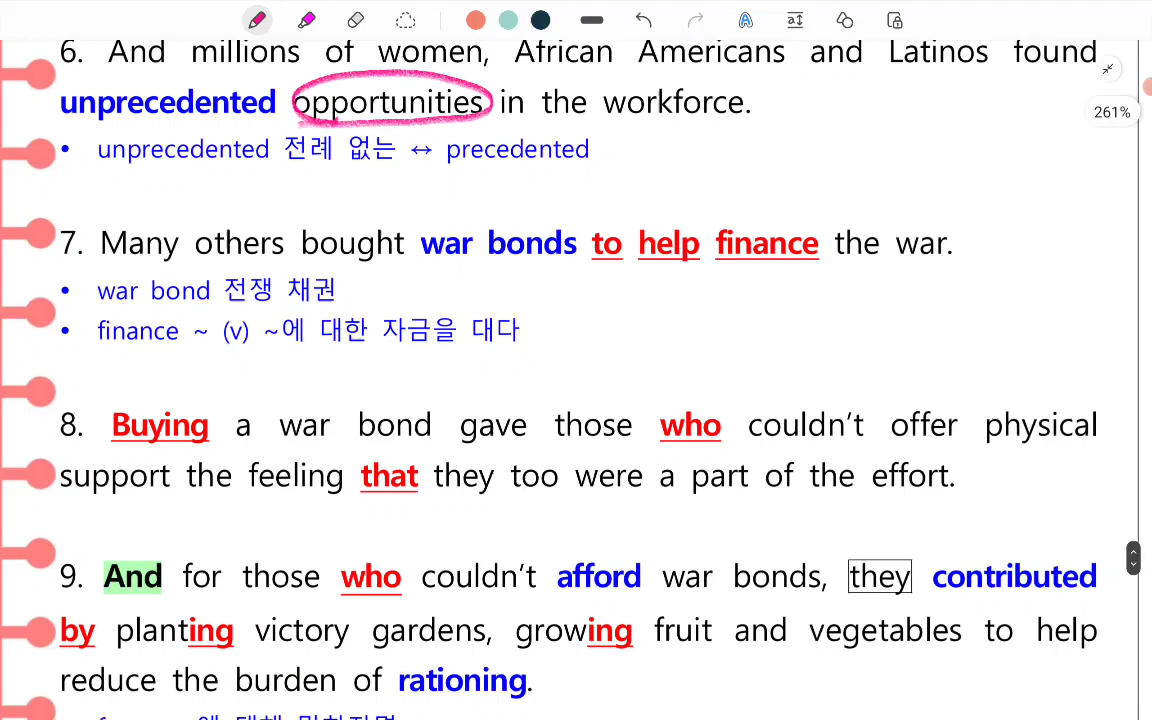 6. And millions of women, African Americans and Latinos found
261%
unprecedented opportunities in the workforce.
• unprecedented 전례 없는 ↔ precedented
7. Many others bought war bonds to help finance the war.
• war bond 전쟁 채권
• finance ~ (v) ~에 대한 자금을 대다
8. Buying a war bond gave those who couldn't offer physical
support the feeling that they too were a part of the effort.
9. And for those who couldn't afford war bonds, they contributed
by planting victory gardens, growing fruit and vegetables to help
reduce the burden of rationing.